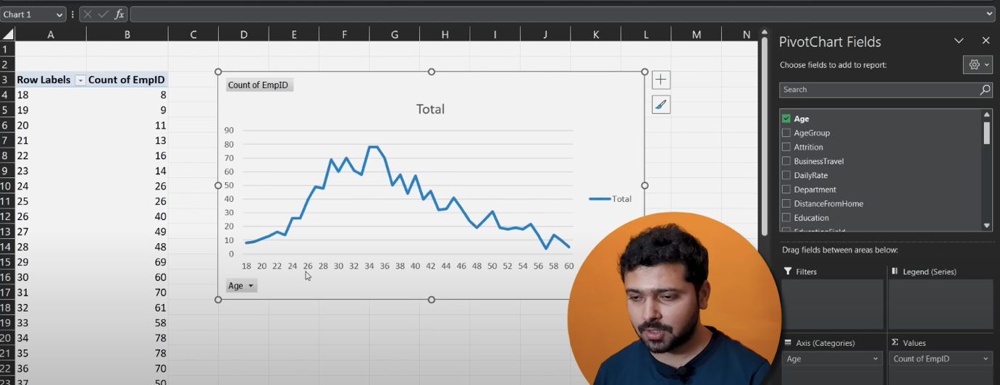 Chart 1
fx
A B C D E F G H I J K L M N
PivotChart Fields
Choose fields to add to report:
Search
1
2
3 Row Labels Count of EmpID
4 18 8
5 19 9
6 20 11
7 21 13
8 22 16
9 23 14
10 24 26
11 25 26
12 26 40
13 27 49
14 28 48
15 29 69
16 30 60
17 31 70
18 32 61
19 33 58
20 34 78
21 35 78
22 36 70
23 37 50
Count of EmpID
Total
90
80
70
60
50
40
30
20
10
0
18 20 22 24 26 28 30 32 34 36 38 40 42 44 46 48 50 52 54 56 58 60
Total
Age
Age
AgeGroup
Attrition
BusinessTravel
DailyRate
Department
DistanceFromHome
Education
EducationField
Drag fields between areas below:
Filters
Legend (Series)
Axis (Categories)
Σ Values
Age
Count of EmpID